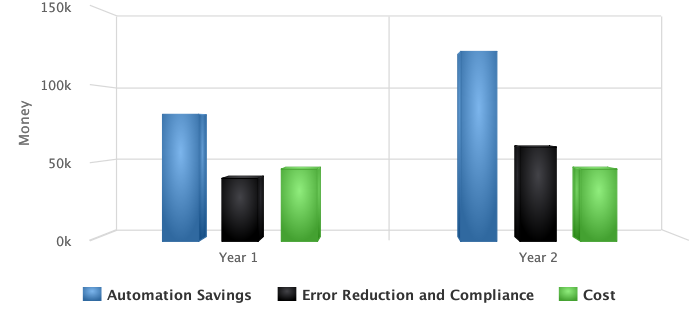 150k
100k
50k
0k
Money
Year 1
Year 2
Automation Savings
Error Reduction and Compliance
Cost